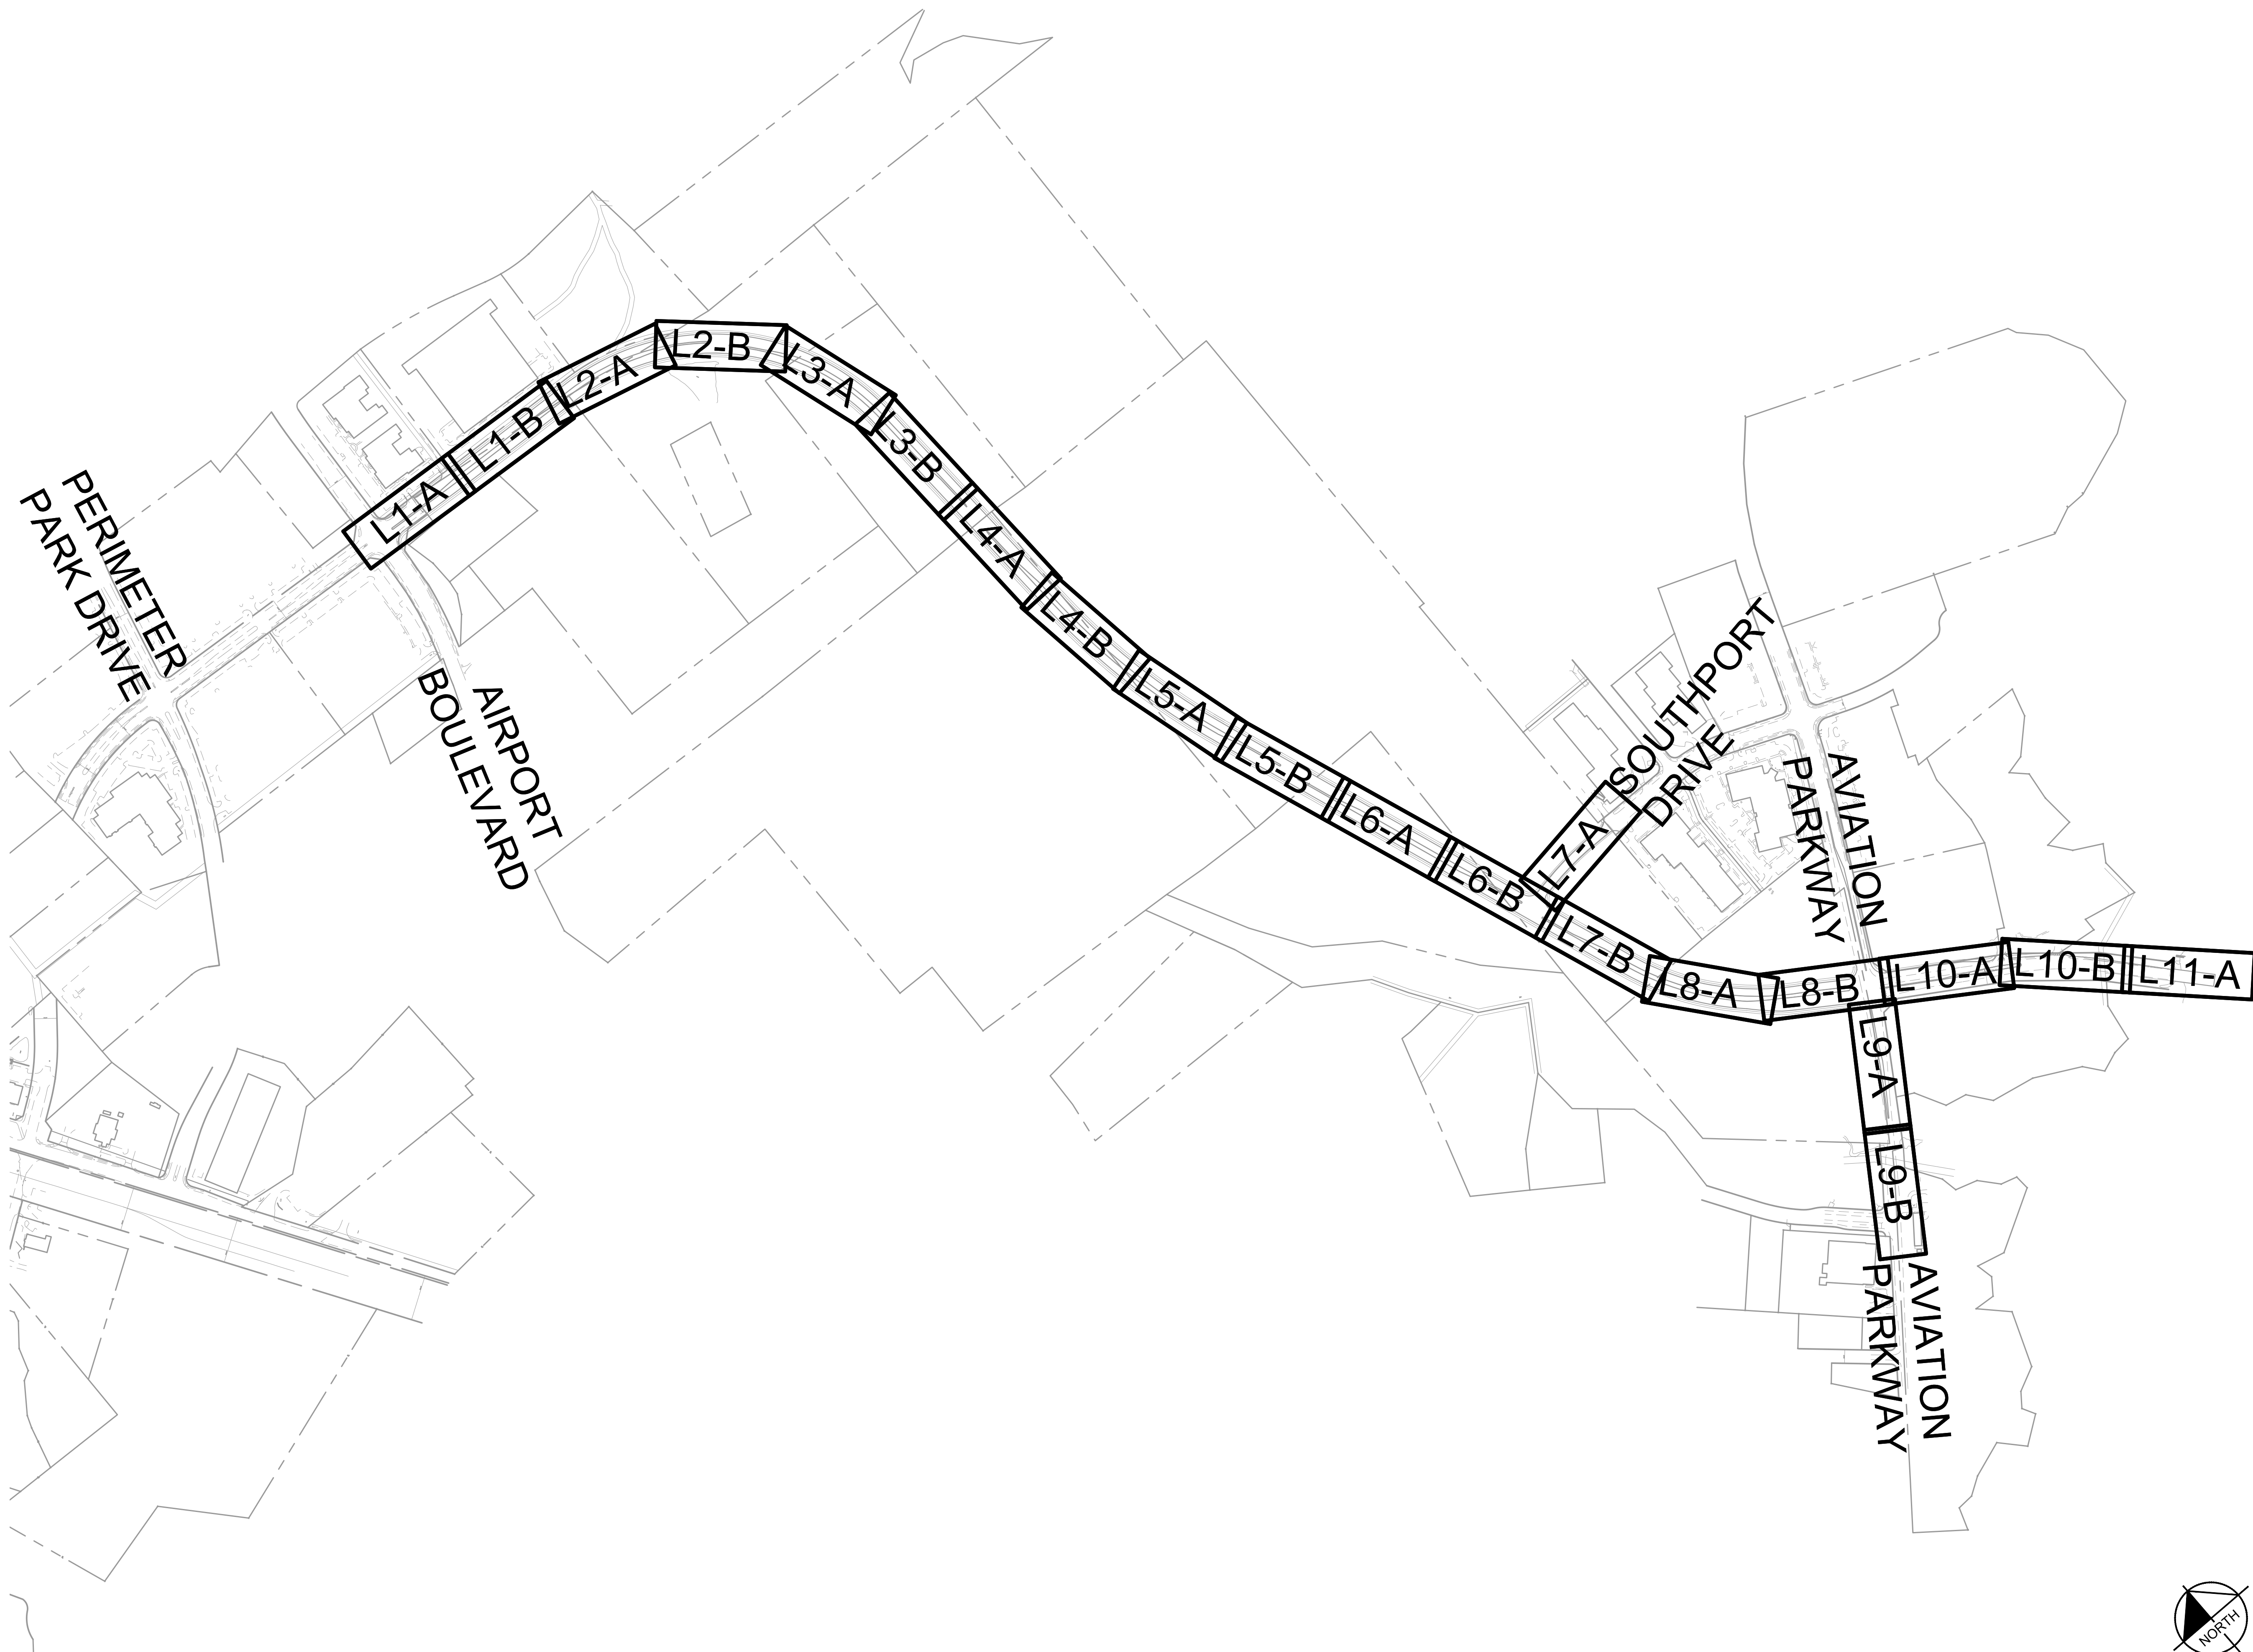 PERIMETER
PARK DRIVE
AIRPORT
BOULEVARD
L1-A
L1-B
L2-A
L2-B
L3-A
L3-B
L4-A
L4-B
L5-A
L5-B
L6-A
L6-B
L7-A
SOUTHPORT
DRIVE
L7-B
L8-A
L8-B
AVIATION
PARKWAY
L10-A
L10-B
L11-A
L9-A
L9-B
AVIATION
PARKWAY
NORTH